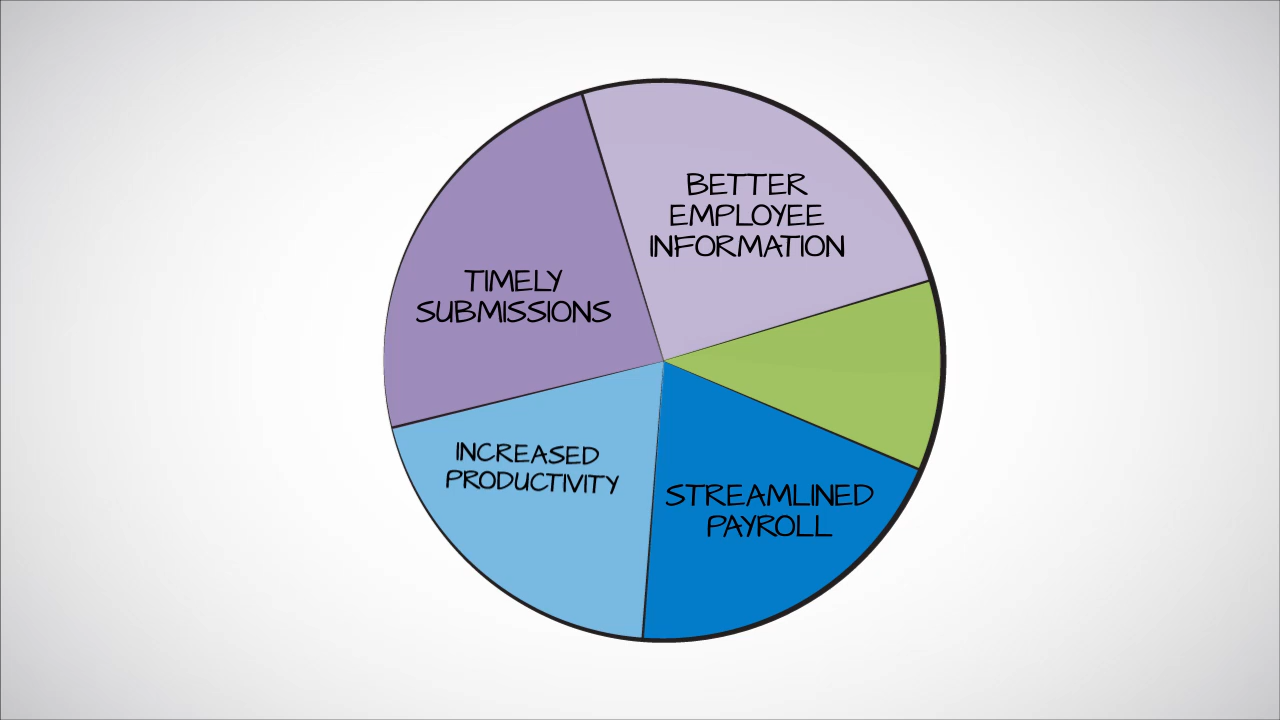 BETTER
EMPLOYEE
INFORMATION
TIMELY
SUBMISSIONS
INCREASED
PRODUCTIVITY
STREAMLINED
PAYROLL